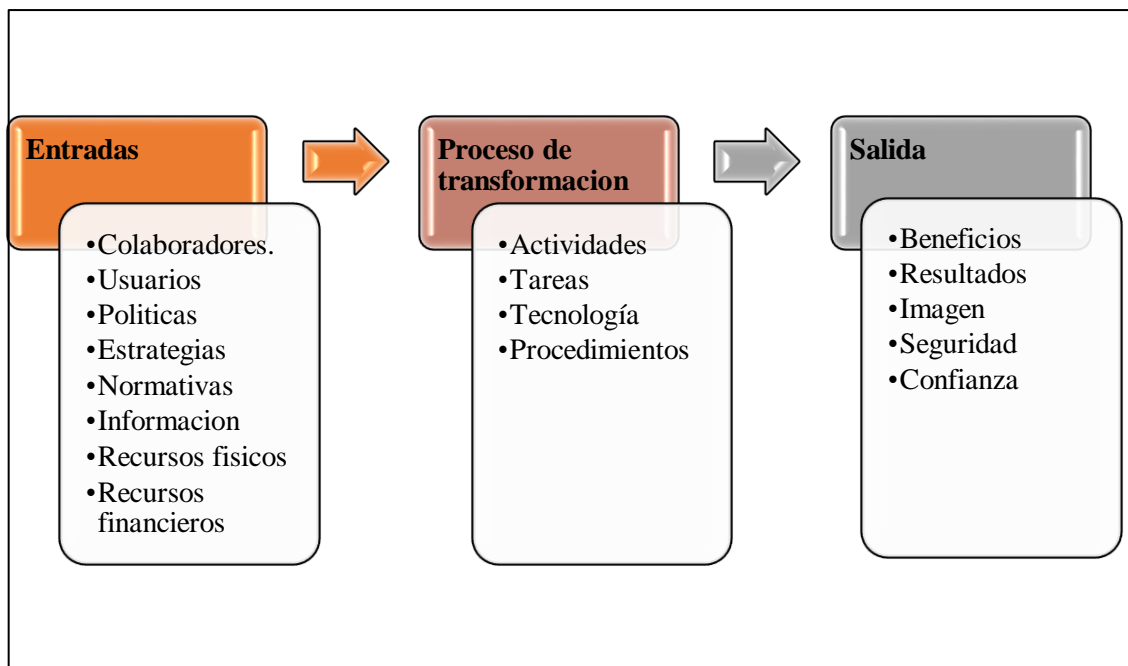 Entradas
•Colaboradores.
•Usuarios
•Politicas
•Estrategias
•Normativas
•Informacion
•Recursos fisicos
•Recursos
financieros
Proceso de
transformacion
•Actividades
•Tareas
•Tecnología
•Procedimientos
Salida
•Beneficios
•Resultados
•Imagen
•Seguridad
•Confianza